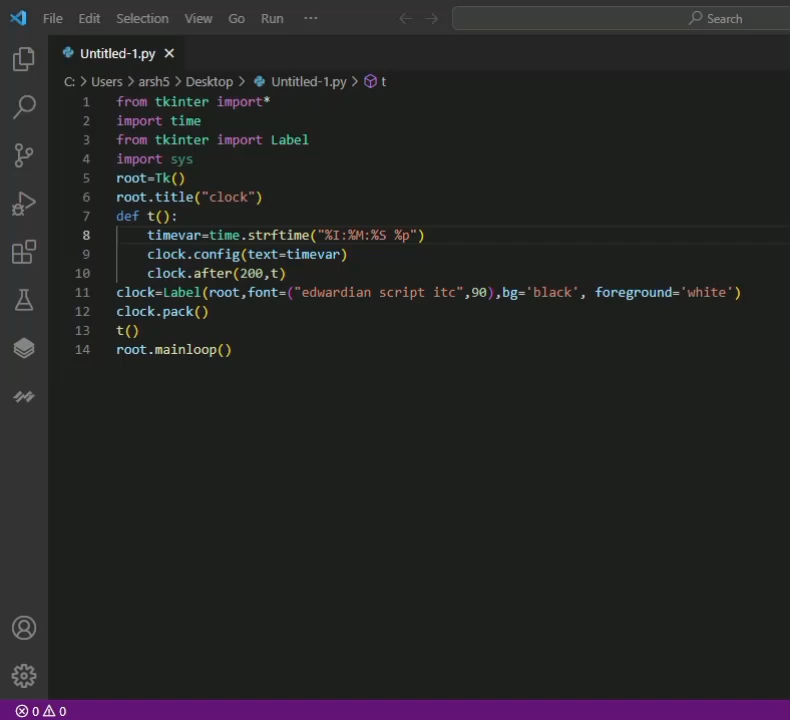 File Edit Selection View Go Run ... Search
Untitled-1.py
C: > Users > arsh5 > Desktop > Untitled-1.py > t
1 from tkinter import*
2 import time
3 from tkinter import Label
4 import sys
5 root=Tk()
6 root.title("clock")
7 def t():
8 timevar=time.strftime("%I:%M:%S %p")
9 clock.config(text=timevar)
10 clock.after(200,t)
11 clock=Label(root,font=("edwardian script itc",90),bg='black', foreground='white')
12 clock.pack()
13 t()
14 root.mainloop()
0 0